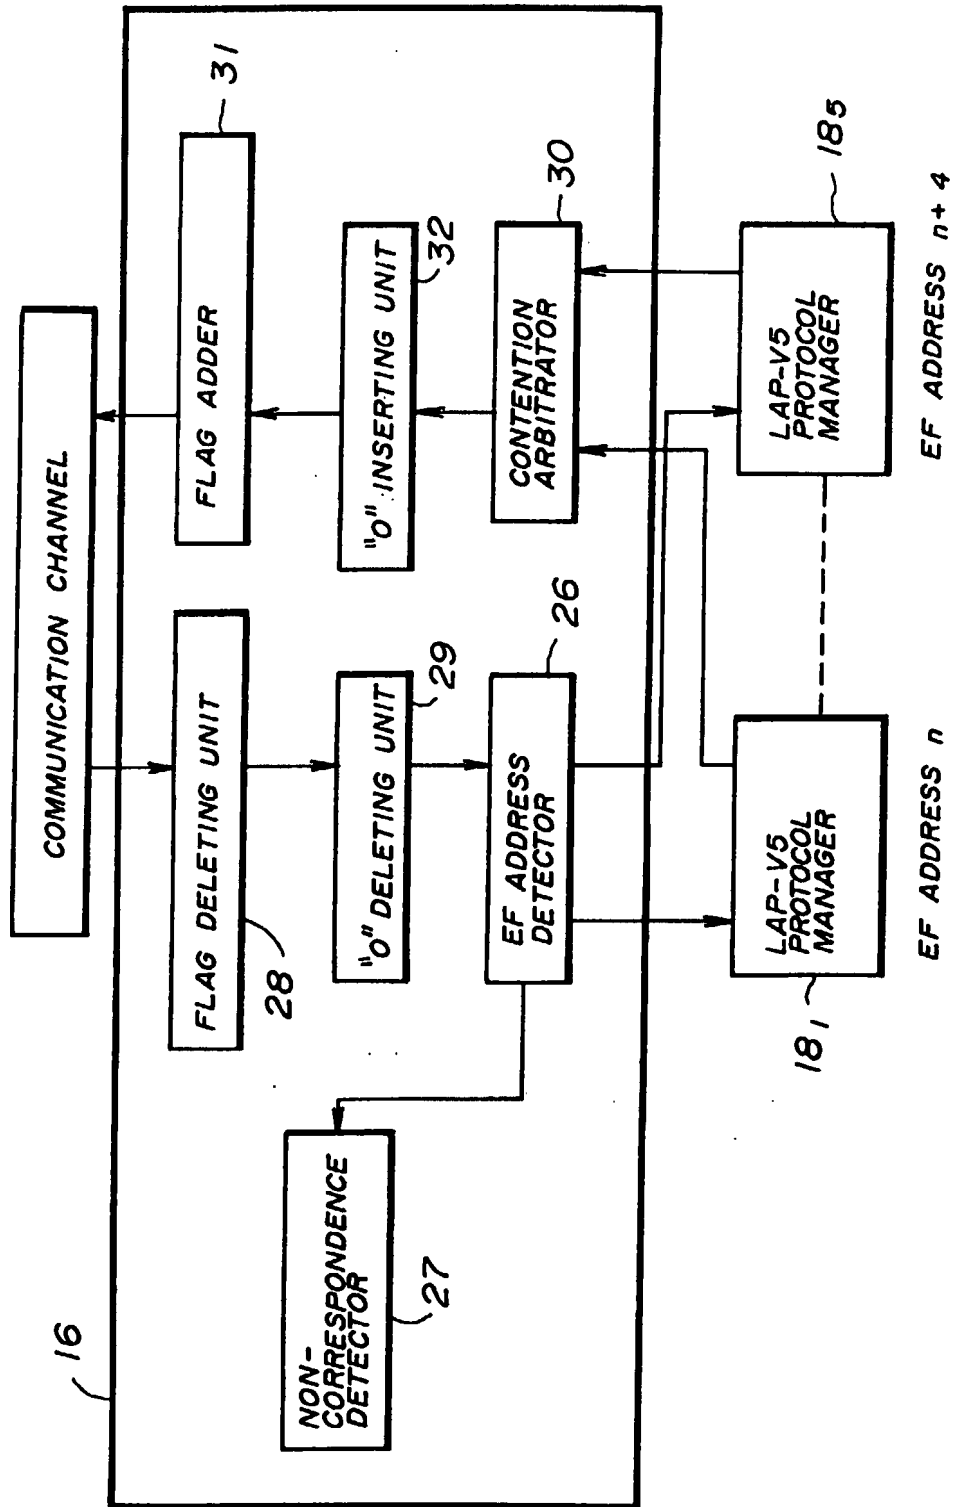 COMMUNICATION CHANNEL
16
FLAG DELETING UNIT
28
FLAG ADDER
31
"0" DELETING UNIT
29
"0" INSERTING UNIT
32
NON-
CORRESPONDENCE
DETECTOR
27
EF ADDRESS
DETECTOR
26
CONTENTION
ARBITRATOR
30
LAP-V5
PROTOCOL
MANAGER
18₁
LAP-V5
PROTOCOL
MANAGER
18₅
EF ADDRESS n
EF ADDRESS n+4